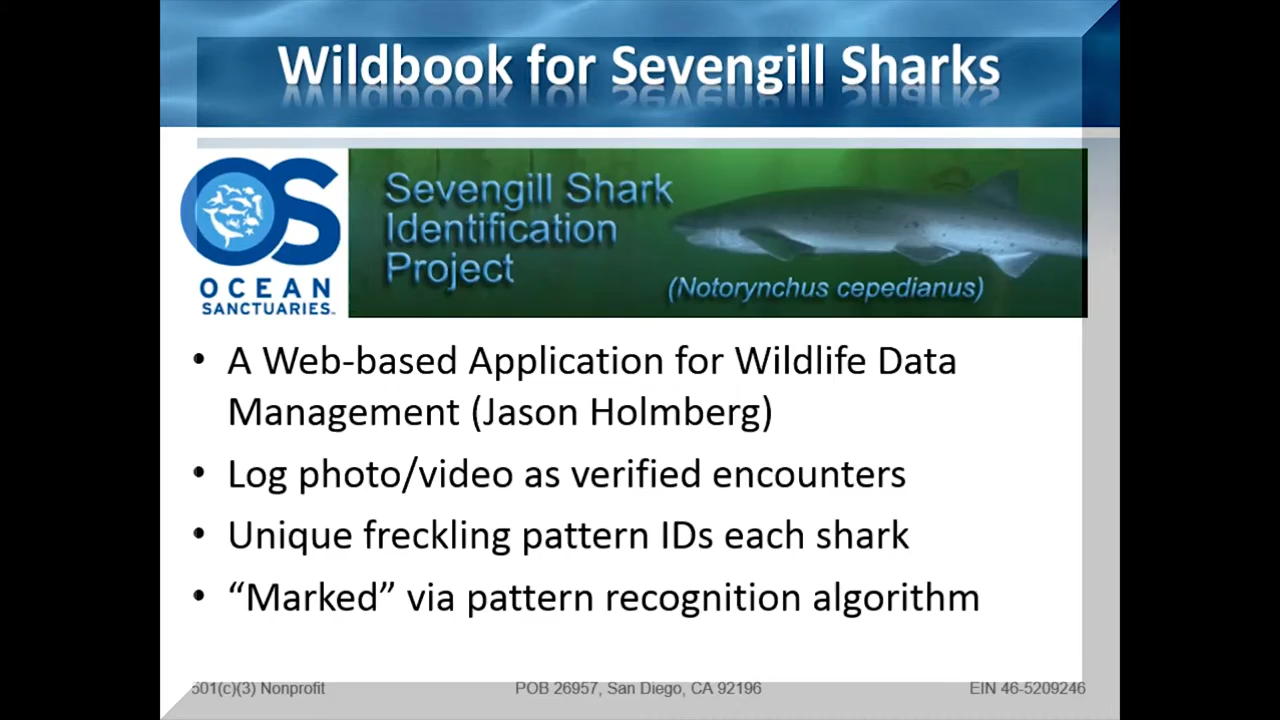 Wildbook for Sevengill Sharks
OS
OCEAN
SANCTUARIES™
Sevengill Shark
Identification
Project
(Notorynchus cepedianus)
• A Web-based Application for Wildlife Data
Management (Jason Holmberg)
• Log photo/video as verified encounters
• Unique freckling pattern IDs each shark
• “Marked” via pattern recognition algorithm
501(c)(3) Nonprofit
POB 26957, San Diego, CA 92196
EIN 46-5209246